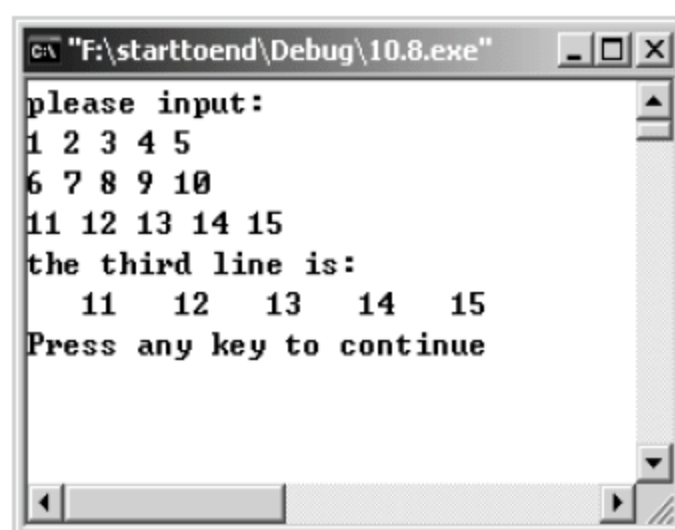 "F:\starttoend\Debug\10.8.exe"
please input:
1 2 3 4 5
6 7 8 9 10
11 12 13 14 15
the third line is:
   11   12   13   14   15
Press any key to continue